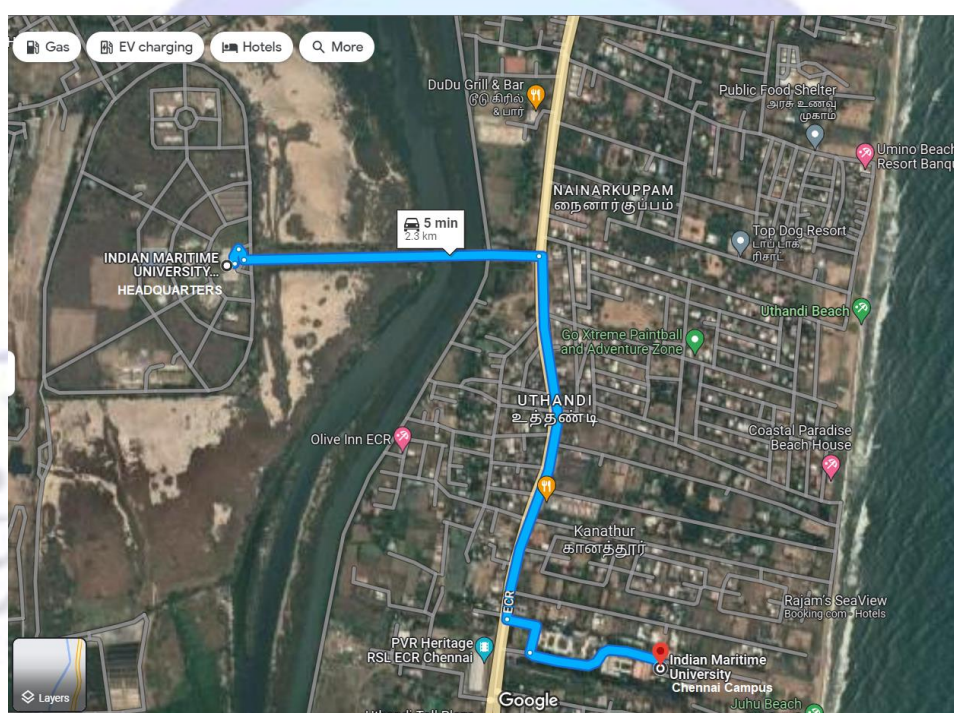 Gas
EV charging
Hotels
More
DuDu Grill & Bar
டூடு கிரில்
& பார்
Public Food Shelter
அரசு உணவு
முகாம்
Umino Beach
Resort Banqu
NAINARKUPPAM
நைனார்குப்பம்
5 min
2.3 km
Top Dog Resort
டாப் டாக்
ரிசாட்
INDIAN MARITIME
UNIVERSITY...
HEADQUARTERS
Uthandi Beach
Go Xtreme Paintball
and Adventure Zone
UTHANDI
உத்தண்டி
Olive Inn ECR
Coastal Paradise
Beach House
Kanathur
கானத்தூர்
ECR
Rajam's SeaView
Booking.com - Hotels
PVR Heritage
RSL ECR Chennai
Indian Maritime
University
Chennai Campus
Layers
Google
Juhu Beach